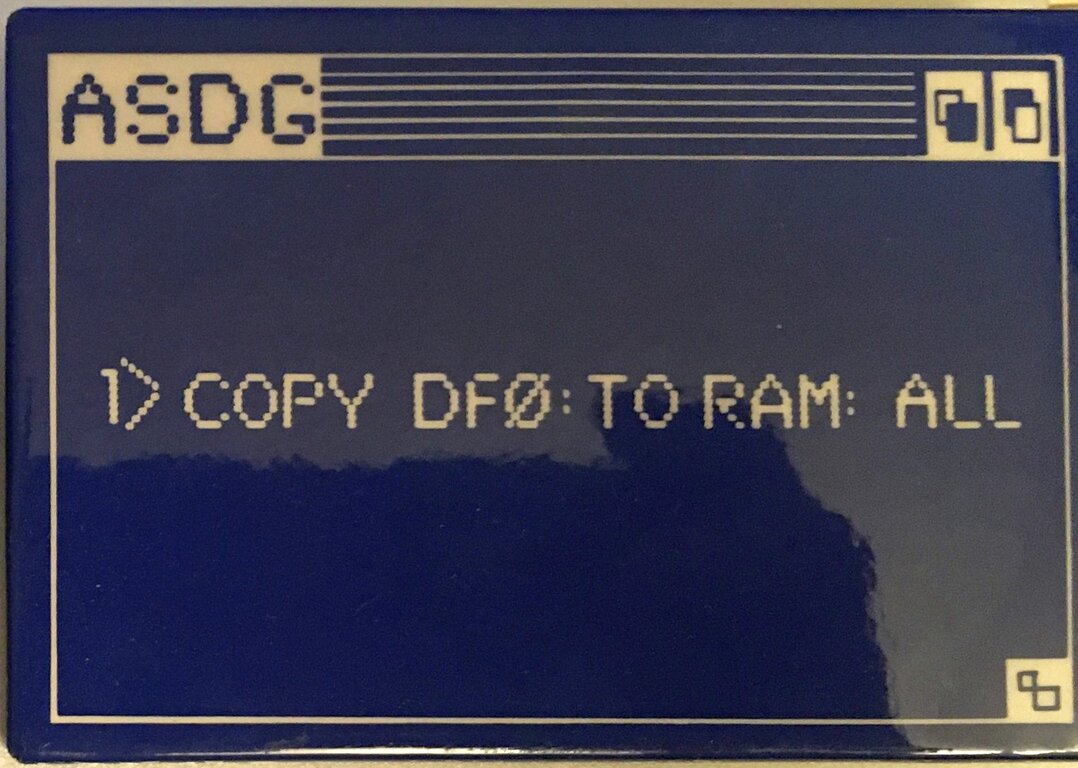 ASDG
1> COPY DFØ: TO RAM: ALL